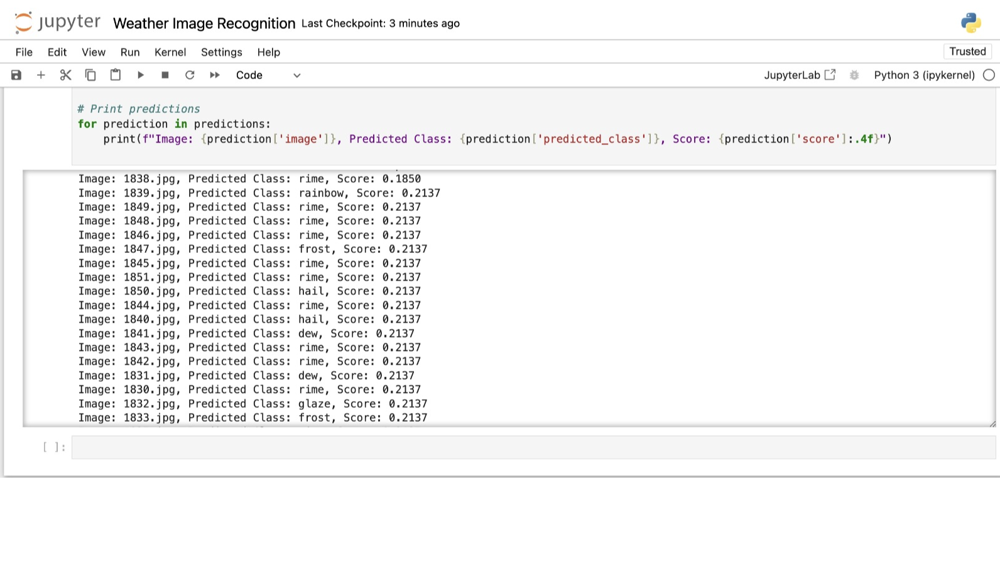 jupyter Weather Image Recognition Last Checkpoint: 3 minutes ago
File Edit View Run Kernel Settings Help Trusted
Code JupyterLab Python 3 (ipykernel)
# Print predictions
for prediction in predictions:
    print(f"Image: {prediction['image']}, Predicted Class: {prediction['predicted_class']}, Score: {prediction['score']:.4f}")
Image: 1838.jpg, Predicted Class: rime, Score: 0.1850
Image: 1839.jpg, Predicted Class: rainbow, Score: 0.2137
Image: 1849.jpg, Predicted Class: rime, Score: 0.2137
Image: 1848.jpg, Predicted Class: rime, Score: 0.2137
Image: 1846.jpg, Predicted Class: rime, Score: 0.2137
Image: 1847.jpg, Predicted Class: frost, Score: 0.2137
Image: 1845.jpg, Predicted Class: rime, Score: 0.2137
Image: 1851.jpg, Predicted Class: rime, Score: 0.2137
Image: 1850.jpg, Predicted Class: hail, Score: 0.2137
Image: 1844.jpg, Predicted Class: rime, Score: 0.2137
Image: 1840.jpg, Predicted Class: hail, Score: 0.2137
Image: 1841.jpg, Predicted Class: dew, Score: 0.2137
Image: 1843.jpg, Predicted Class: rime, Score: 0.2137
Image: 1842.jpg, Predicted Class: rime, Score: 0.2137
Image: 1831.jpg, Predicted Class: dew, Score: 0.2137
Image: 1830.jpg, Predicted Class: rime, Score: 0.2137
Image: 1832.jpg, Predicted Class: glaze, Score: 0.2137
Image: 1833.jpg, Predicted Class: frost, Score: 0.2137
[ ]: